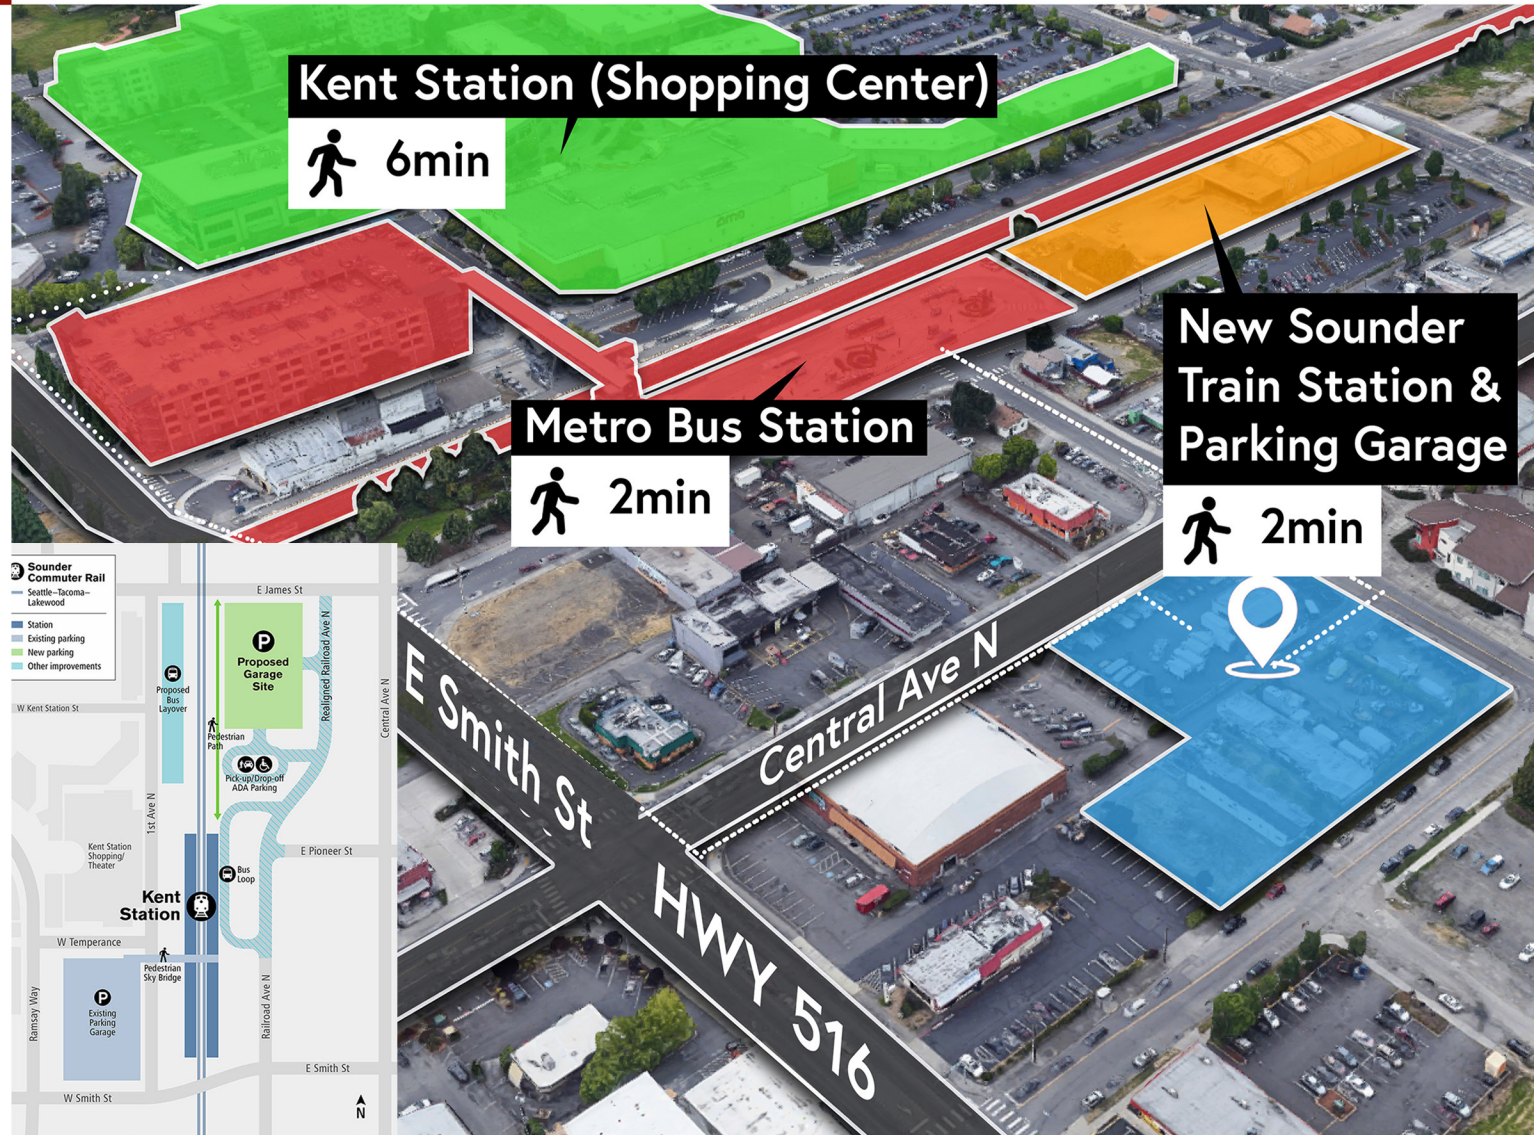 Kent Station (Shopping Center)
6min
New Sounder
Train Station &
Parking Garage
2min
Metro Bus Station
2min
E Smith St
Central Ave N
HWY 516
Sounder
Commuter Rail
Seattle–Tacoma–
Lakewood
Station
Existing parking
New parking
Other improvements
E James St
P
Proposed
Garage
Site
Realigned Railroad Ave N
Central Ave N
Proposed
Bus
Layover
W Kent Station St
Pedestrian
Path
Pick-up/Drop-off
ADA Parking
1st Ave N
Kent Station
Shopping/
Theater
E Pioneer St
Bus
Loop
Kent
Station
W Temperance
Pedestrian
Sky Bridge
P
Existing
Parking
Garage
Ramsay Way
Railroad Ave N
E Smith St
W Smith St
N